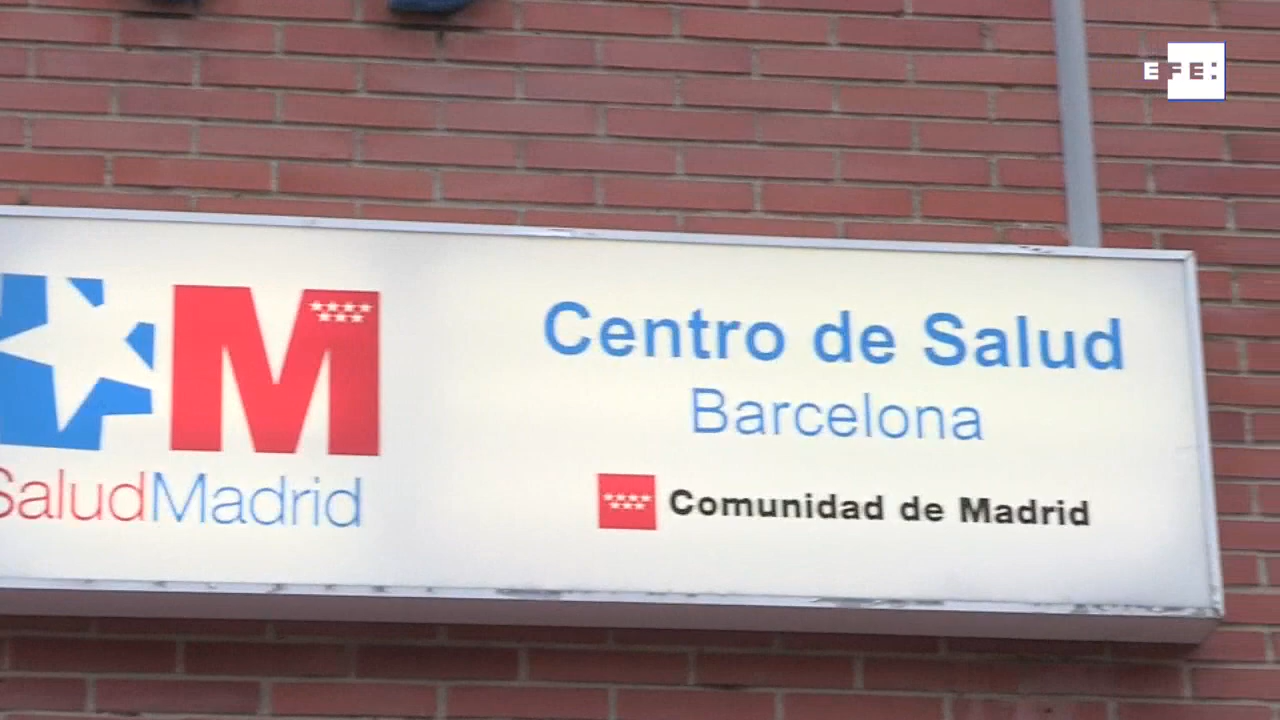 EFE:
Centro de Salud
Barcelona
M
SaludMadrid
Comunidad de Madrid